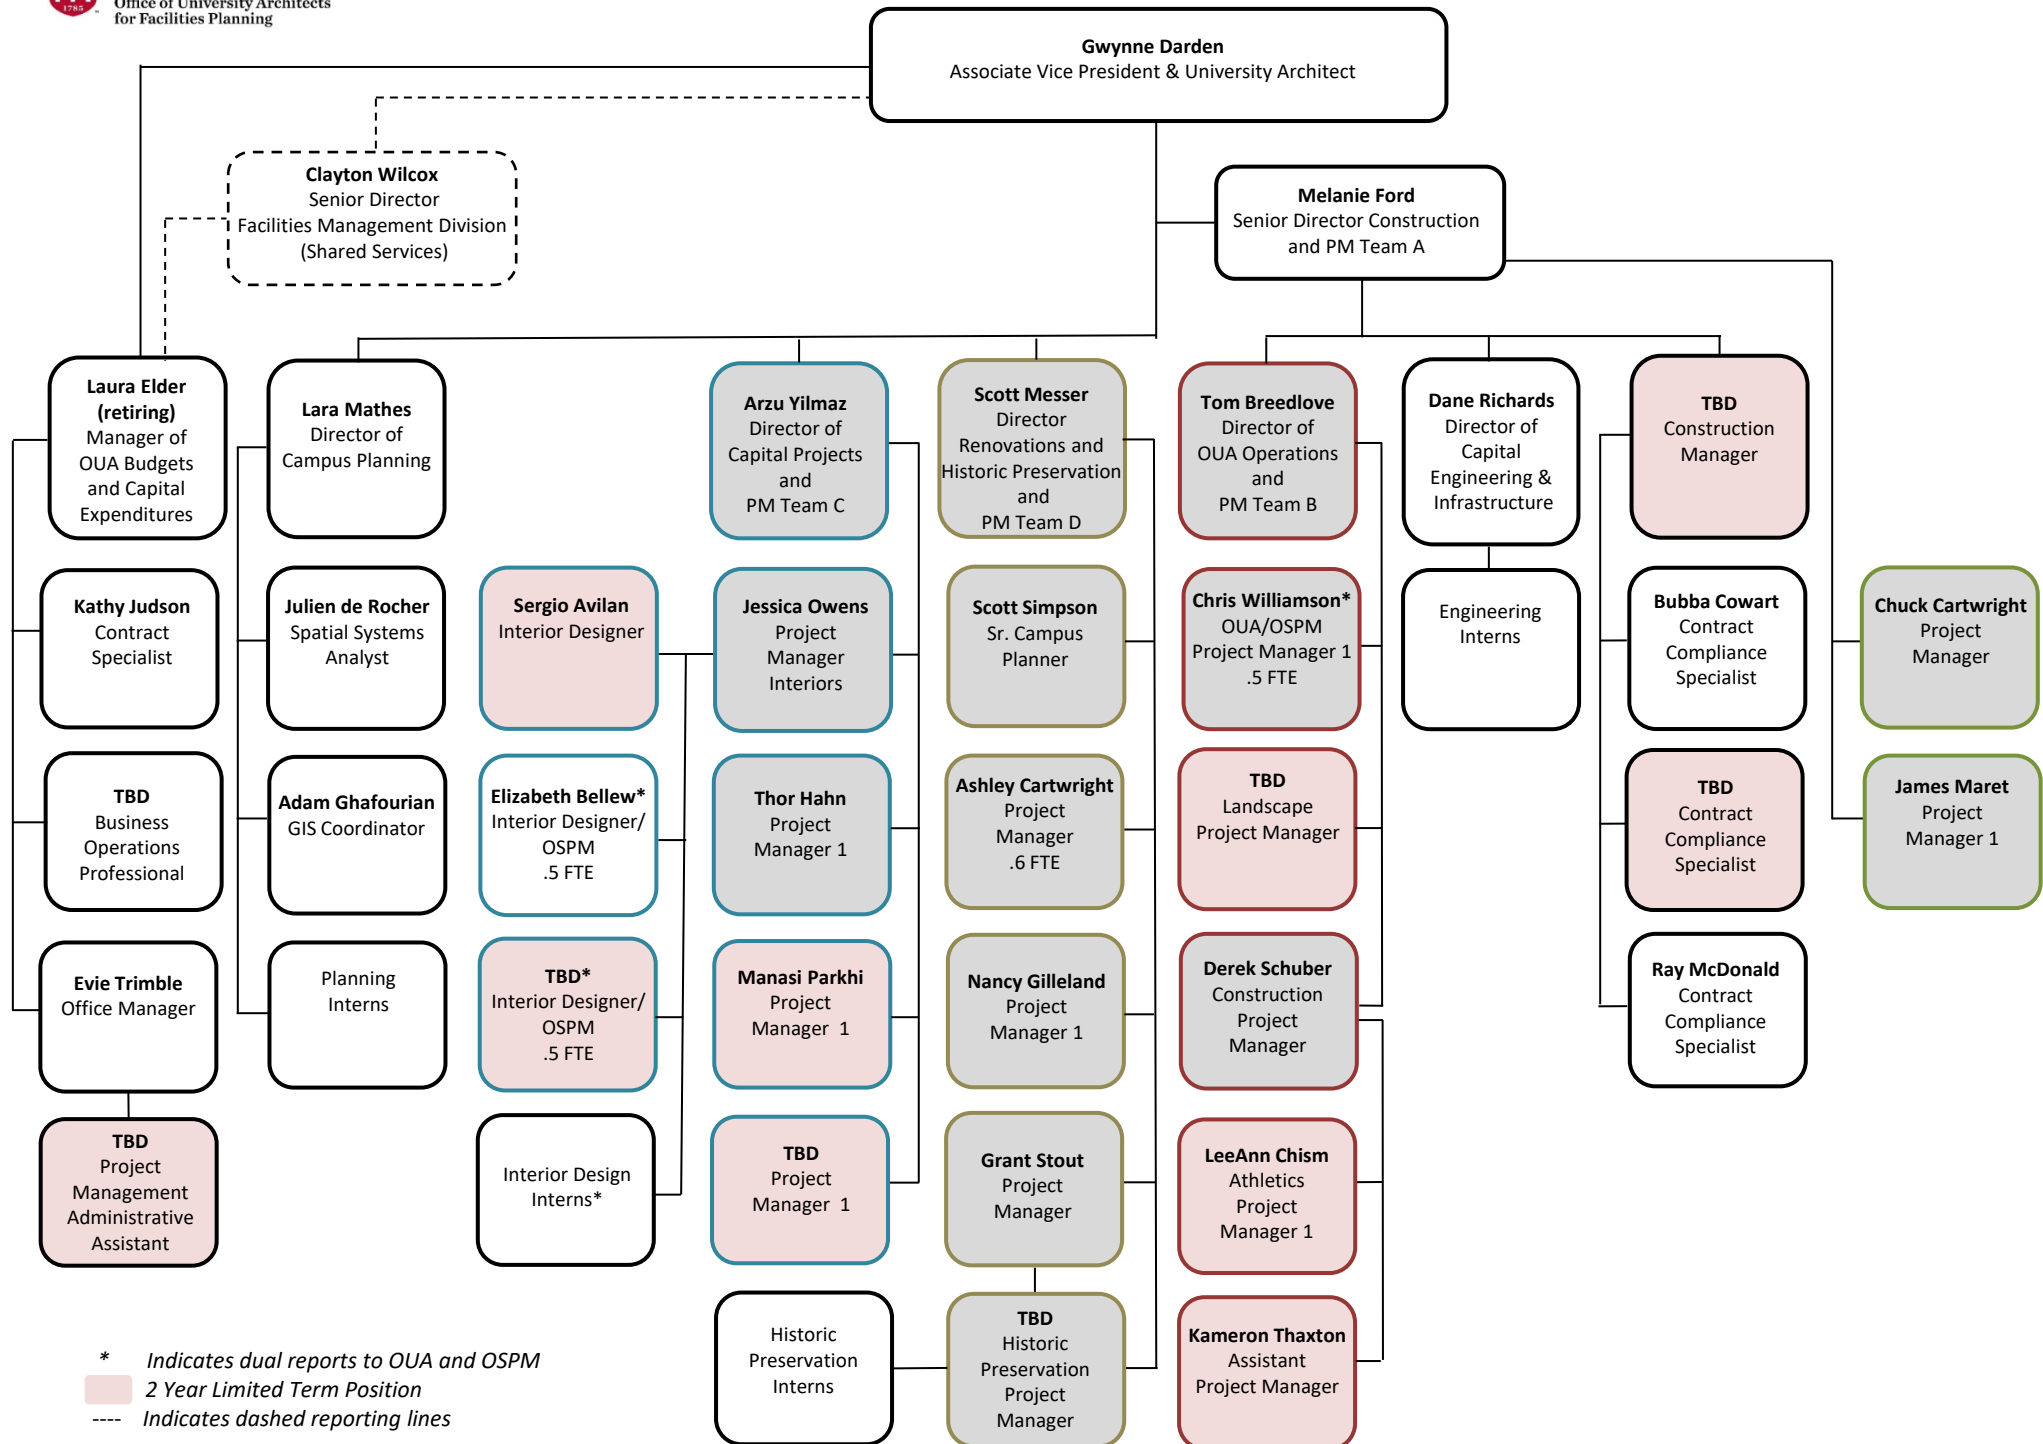 1785
Office of University Architects
for Facilities Planning
Gwynne Darden
Associate Vice President & University Architect
Clayton Wilcox
Senior Director
Facilities Management Division
(Shared Services)
Melanie Ford
Senior Director Construction
and PM Team A
Laura Elder
(retiring)
Manager of
OUA Budgets
and Capital
Expenditures
Lara Mathes
Director of
Campus Planning
Arzu Yilmaz
Director of
Capital Projects
and
PM Team C
Scott Messer
Director
Renovations and
Historic Preservation
and
PM Team D
Tom Breedlove
Director of
OUA Operations
and
PM Team B
Dane Richards
Director of
Capital
Engineering &
Infrastructure
TBD
Construction
Manager
Kathy Judson
Contract
Specialist
Julien de Rocher
Spatial Systems
Analyst
Sergio Avilan
Interior Designer
Jessica Owens
Project
Manager
Interiors
Scott Simpson
Sr. Campus
Planner
Chris Williamson*
OUA/OSPM
Project Manager 1
.5 FTE
Engineering
Interns
Bubba Cowart
Contract
Compliance
Specialist
Chuck Cartwright
Project
Manager
TBD
Business
Operations
Professional
Adam Ghafourian
GIS Coordinator
Elizabeth Bellew*
Interior Designer/
OSPM
.5 FTE
Thor Hahn
Project
Manager 1
Ashley Cartwright
Project
Manager
.6 FTE
TBD
Landscape
Project Manager
TBD
Contract
Compliance
Specialist
James Maret
Project
Manager 1
Evie Trimble
Office Manager
Planning
Interns
TBD*
Interior Designer/
OSPM
.5 FTE
Manasi Parkhi
Project
Manager 1
Nancy Gilleland
Project
Manager 1
Derek Schuber
Construction
Project
Manager
Ray McDonald
Contract
Compliance
Specialist
TBD
Project
Management
Administrative
Assistant
Interior Design
Interns*
TBD
Project
Manager 1
Grant Stout
Project
Manager
LeeAnn Chism
Athletics
Project
Manager 1
Historic
Preservation
Interns
TBD
Historic
Preservation
Project
Manager
Kameron Thaxton
Assistant
Project Manager
* Indicates dual reports to OUA and OSPM
2 Year Limited Term Position
---- Indicates dashed reporting lines